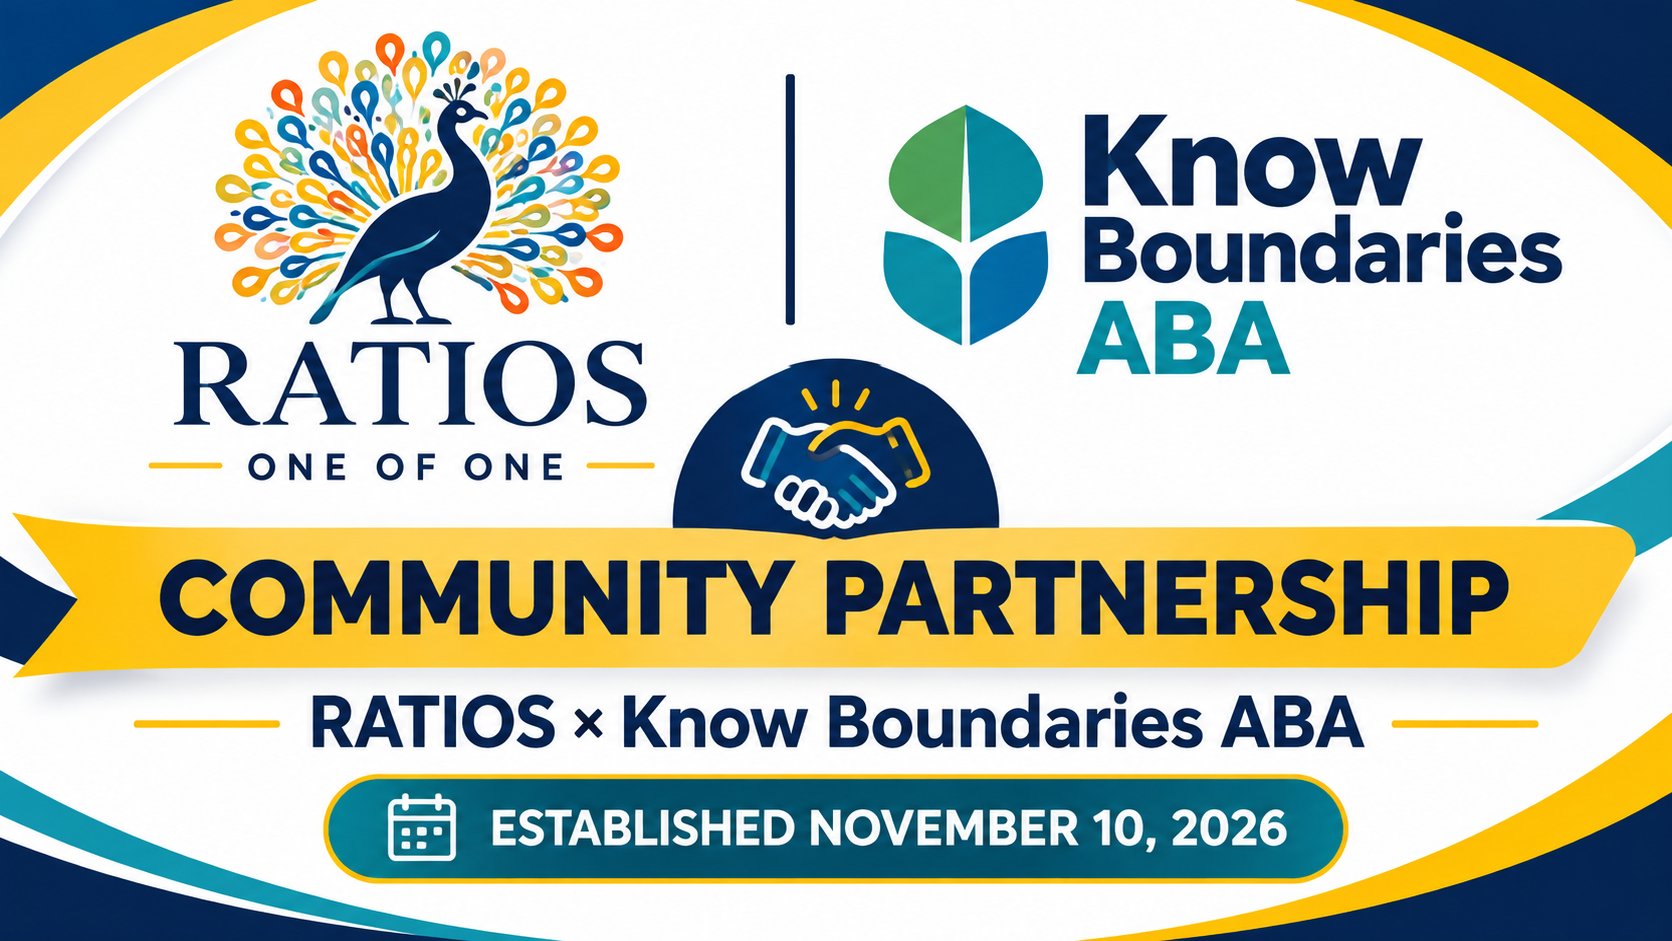 RATIOS
ONE OF ONE
Know
Boundaries
ABA
COMMUNITY PARTNERSHIP
RATIOS × Know Boundaries ABA
ESTABLISHED NOVEMBER 10, 2026